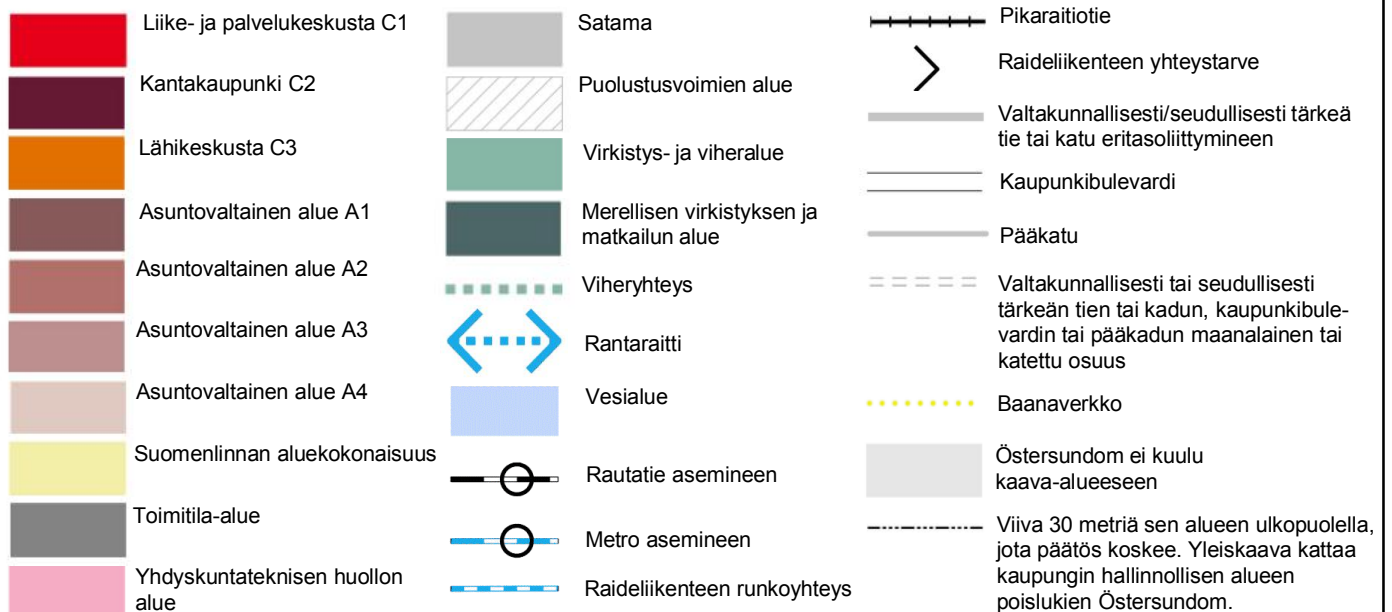 Liike- ja palvelukeskusta C1
Kantakaupunki C2
Lähikeskusta C3
Asuntovaltainen alue A1
Asuntovaltainen alue A2
Asuntovaltainen alue A3
Asuntovaltainen alue A4
Suomenlinnan aluekokonaisuus
Toimitila-alue
Yhdyskuntateknisen huollon
alue
Satama
Puolustusvoimien alue
Virkistys- ja viheralue
Merellisen virkistyksen ja
matkailun alue
Viheryhteys
Rantaraitti
Vesialue
Rautatie asemineen
Metro asemineen
Raideliikenteen runkoyhteys
Pikaraitiotie
Raideliikenteen yhteystarve
Valtakunnallisesti/seudullisesti tärkeä
tie tai katu eritasoliittymineen
Kaupunkibulevardi
Pääkatu
Valtakunnallisesti tai seudullisesti
tärkeän tien tai kadun, kaupunkibule-
vardin tai pääkadun maanalainen tai
katettu osuus
Baanaverkko
Östersundom ei kuulu
kaava-alueeseen
Viiva 30 metriä sen alueen ulkopuolella,
jota päätös koskee. Yleiskaava kattaa
kaupungin hallinnollisen alueen
poislukien Östersundom.